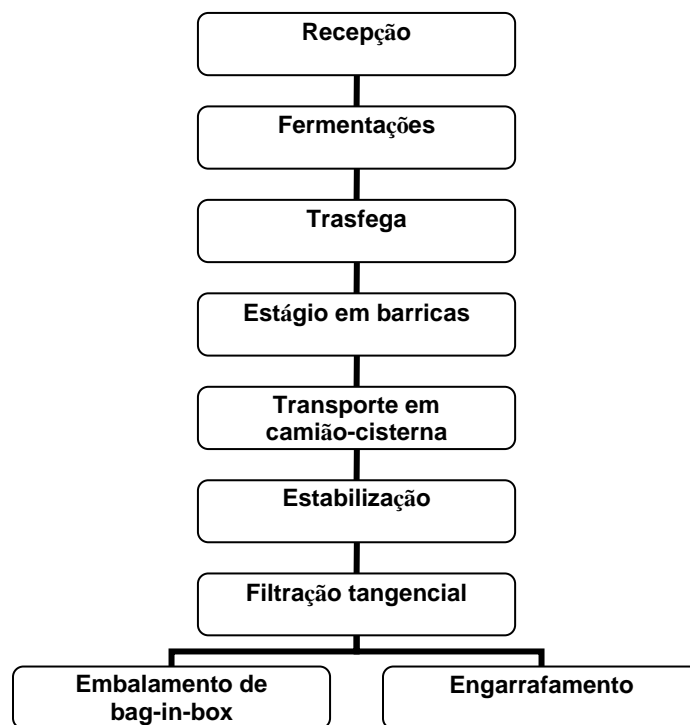 Recepção
Fermentações
Trasfega
Estágio em barricas
Transporte em
camião-cisterna
Estabilização
Filtração tangencial
Embalamento de
bag-in-box
Engarrafamento